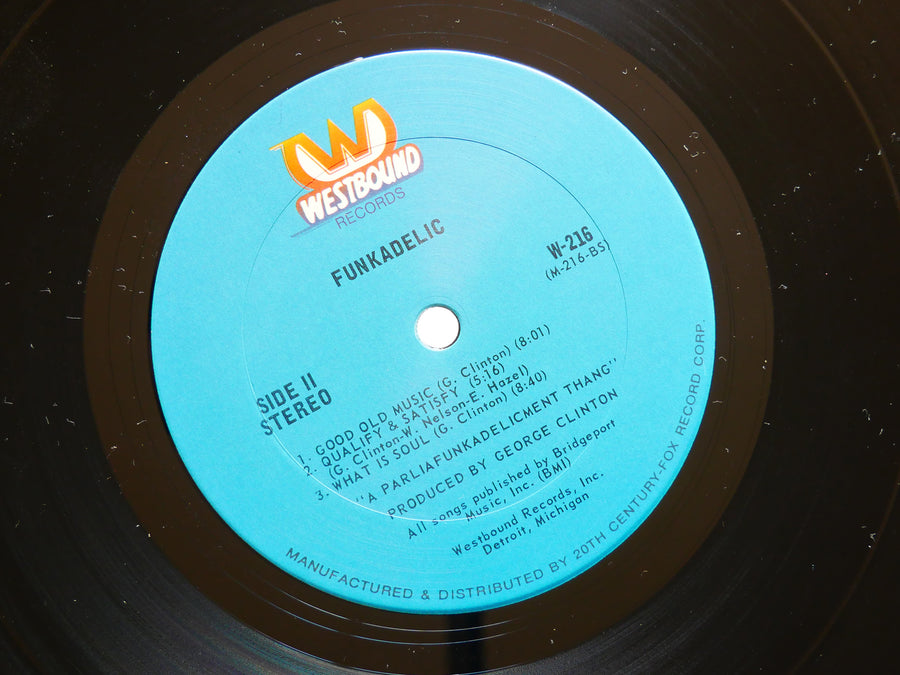 W
WESTBOUND
RECORDS
FUNKADELIC
W-216
(M-216-BS)
SIDE II
STEREO
1. GOOD OLD MUSIC (G. Clinton) (8:01)
2. QUALIFY & SATISFY (5:16)
(G. Clinton-W. Nelson-E. Hazel)
3. WHAT IS SOUL (G. Clinton) (8:40)
"A PARLIAFUNKADELICMENT THANG"
PRODUCED BY GEORGE CLINTON
All songs published by Bridgeport
Music, Inc. (BMI)
Westbound Records, Inc.
Detroit, Michigan
MANUFACTURED & DISTRIBUTED BY 20TH CENTURY-FOX RECORD CORP.